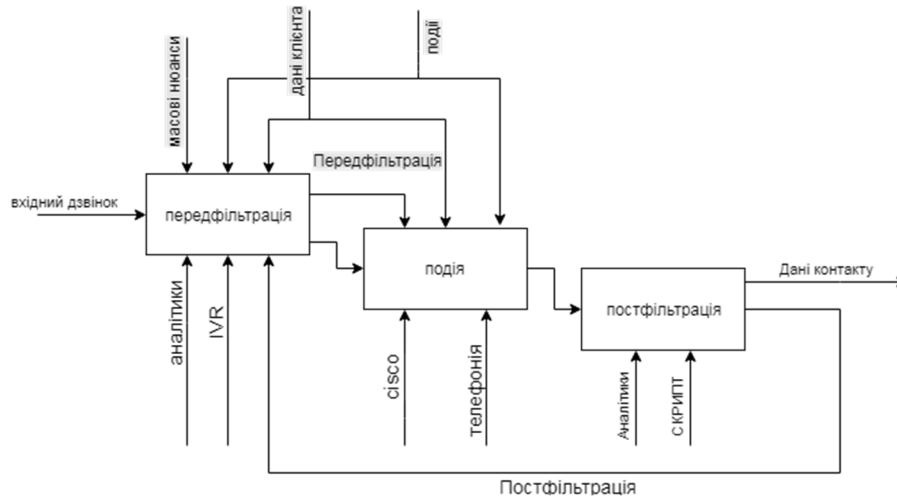 масові нюанси
дані клієнта
події
Передфільтрація
вхідний дзвінок
передфільтрація
подія
Дані контакту
постфільтрація
аналітики
IVR
cisco
телефонія
Аналітики
СКРИПТ
Постфільтрація